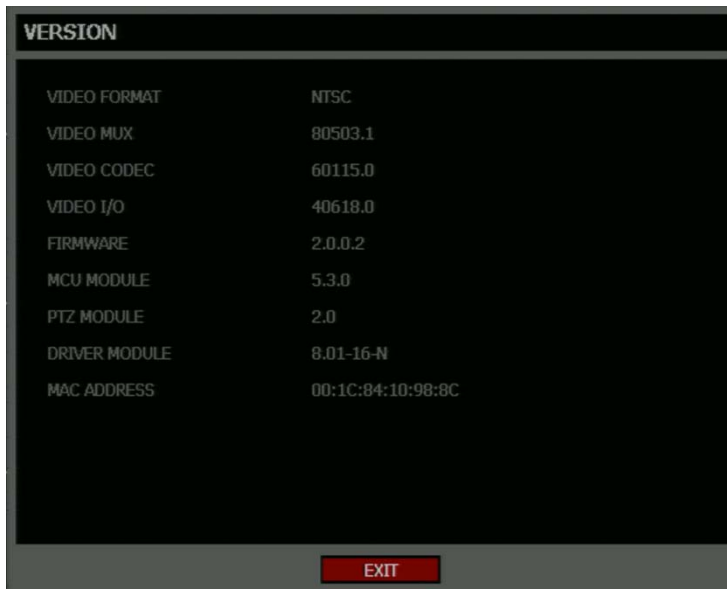 VERSION
VIDEO FORMAT NTSC
VIDEO MUX 80503.1
VIDEO CODEC 60115.0
VIDEO I/O 40618.0
FIRMWARE 2.0.0.2
MCU MODULE 5.3.0
PTZ MODULE 2.0
DRIVER MODULE 8.01-16-N
MAC ADDRESS 00:1C:84:10:98:8C
EXIT